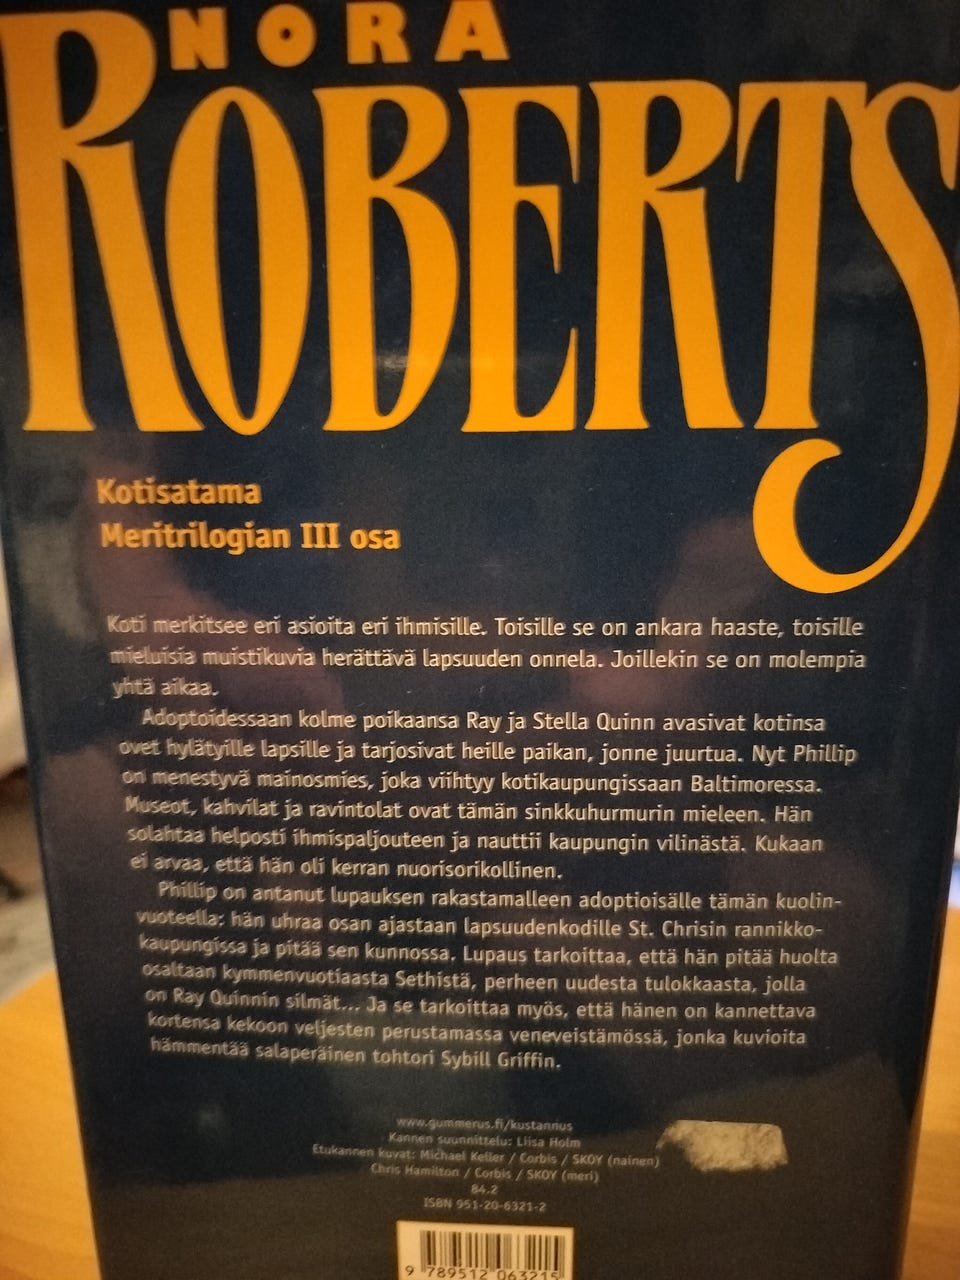 NORA
ROBERTS
Kotisatama
Meritrilogian III osa
Koti merkitsee eri asioita eri ihmisille. Toisille se on ankara haaste, toisille
mieluisia muistikuvia herättävä lapsuuden onnela. Joillekin se on molempia
yhtä aikaa.
Adoptoidessaan kolme poikaansa Ray ja Stella Quinn avasivat kotinsa
ovet hylätyille lapsille ja tarjosivat heille paikan, jonne juurtua. Nyt Phillip
on menestyvä mainosmies, joka viihtyy kotikaupungissaan Baltimoressa.
Museot, kahvilat ja ravintolat ovat tämän sinkkuhurmurin mieleen. Hän
solahtaa helposti ihmispaljouteen ja nauttii kaupungin vilinästä. Kukaan
ei arvaa, että hän oli kerran nuorisorikollinen.
Phillip on antanut lupauksen rakastamalleen adoptioisälle tämän kuolin-
vuoteella: hän uhraa osan ajastaan lapsuudenkodille St. Chrisin rannikko-
kaupungissa ja pitää sen kunnossa. Lupaus tarkoittaa, että hän pitää huolta
osaltaan kymmenvuotiaasta Sethistä, perheen uudesta tulokkaasta, jolla
on Ray Quinnin silmät... Ja se tarkoittaa myös, että hänen on kannettava
kortensa kekoon veljesten perustamassa veneveistämössä, jonka kuvioita
hämmentää salaperäinen tohtori Sybill Griffin.
www.gummerus.fi/kustannus
Kannen suunnittelu: Liisa Holm
Etukannen kuvat: Michael Keller / Corbis / SKOY (nainen)
Chris Hamilton / Corbis / SKOY (meri)
84.2
ISBN 951-20-6321-2
9 789512 063215